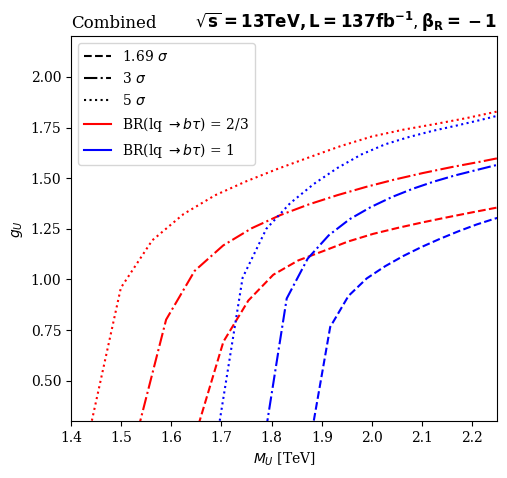 Combined √s = 13TeV, L = 137fb⁻¹, β_R = −1
1.69 σ
3 σ
5 σ
BR(lq →bτ) = 2/3
BR(lq →bτ) = 1
g_U
2.00
1.75
1.50
1.25
1.00
0.75
0.50
1.4 1.5 1.6 1.7 1.8 1.9 2.0 2.1 2.2
M_U [TeV]